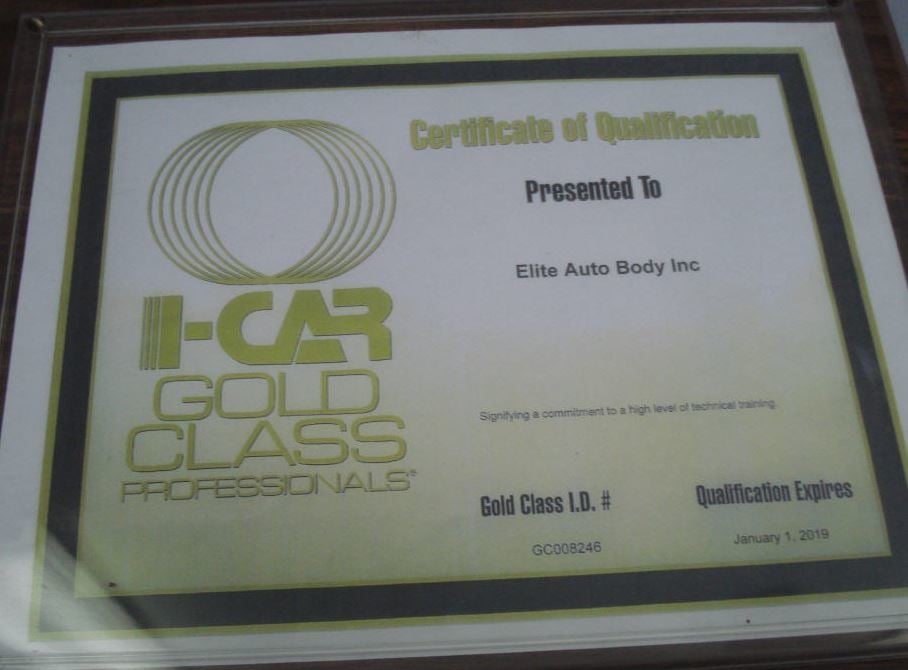 Certificate of Qualification
Presented To
Elite Auto Body Inc
I-CAR
GOLD
CLASS
PROFESSIONALS®
Signifying a commitment to a high level of technical training.
Gold Class I.D. #
GC008246
Qualification Expires
January 1, 2019